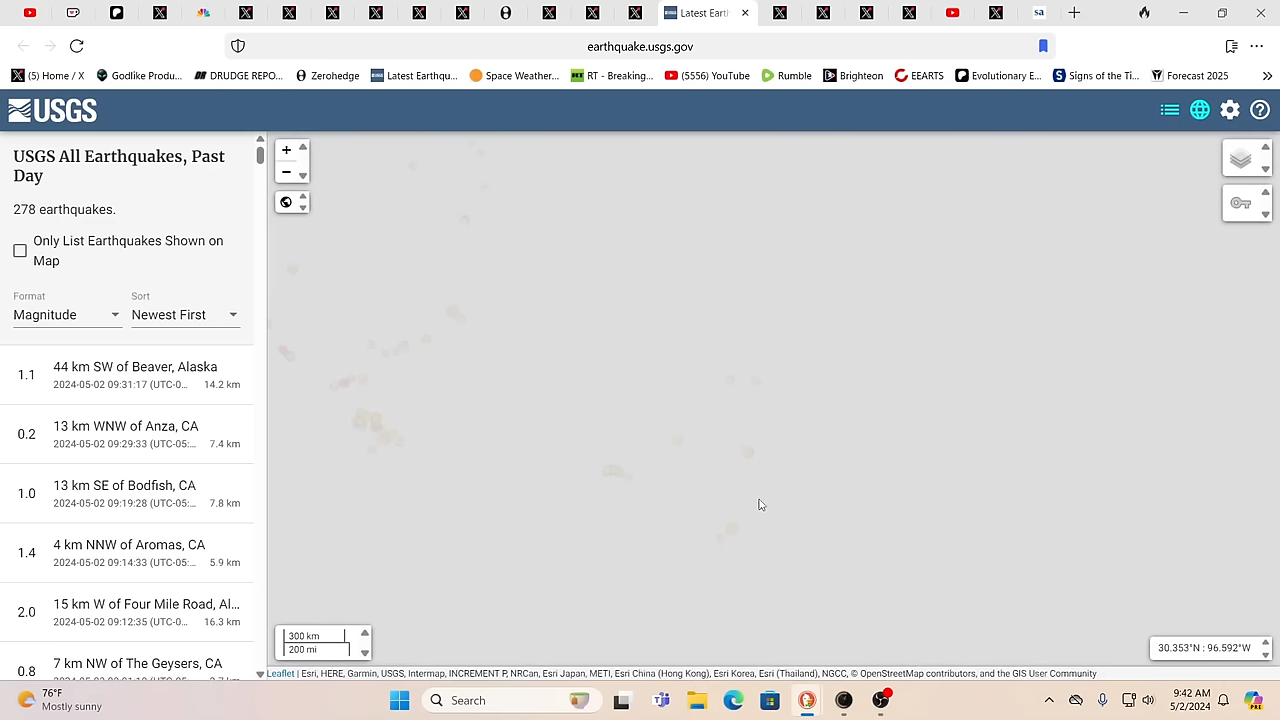 Latest Earth
sa
earthquake.usgs.gov
(5) Home / X
Godlike Produ...
DRUDGE REPO...
Zerohedge
Latest Earthqu...
Space Weather...
RT - Breaking...
(5556) YouTube
Rumble
Brighteon
EEARTS
Evolutionary E...
Signs of the Ti...
Forecast 2025
USGS
USGS All Earthquakes, Past
Day
278 earthquakes.
Only List Earthquakes Shown on
Map
Format
Sort
Magnitude
Newest First
1.1
44 km SW of Beaver, Alaska
2024-05-02 09:31:17 (UTC-0... 14.2 km
0.2
13 km WNW of Anza, CA
2024-05-02 09:29:33 (UTC-05:... 7.4 km
1.0
13 km SE of Bodfish, CA
2024-05-02 09:19:28 (UTC-05:... 7.8 km
1.4
4 km NNW of Aromas, CA
2024-05-02 09:14:33 (UTC-05:... 5.9 km
2.0
15 km W of Four Mile Road, Al...
2024-05-02 09:12:35 (UTC-0... 16.3 km
0.8
7 km NW of The Geysers, CA
300 km
200 mi
30.353°N : 96.592°W
Leaflet | Esri, HERE, Garmin, USGS, Intermap, INCREMENT P, NRCan, Esri Japan, METI, Esri China (Hong Kong), Esri Korea, Esri (Thailand), NGCC, © OpenStreetMap contributors, and the GIS User Community
76°F
Mostly sunny
Search
9:42 AM
5/2/2024